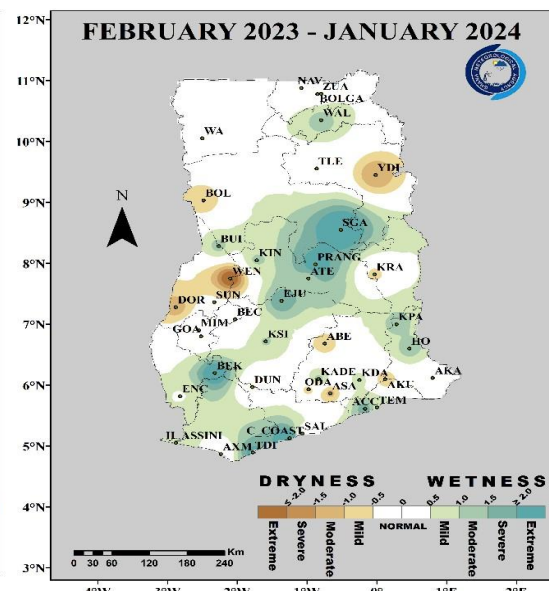 FEBRUARY 2023 - JANUARY 2024
12°N
11°N
10°N
9°N
8°N
7°N
6°N
5°N
4°N
3°N
N
NAV
ZUA
BOLGA
WAL
WA
TLE
YDI
BOL
SGA
BUI
KIN
PRANG
WEN
ATE
KRA
DOR
SUN
EJU
BEC
GOA
MIM
KPA
KSI
ABE
HO
BEK
DUN
KADE
KDA
AKA
ENC
ODA
ASA
AKU
ACC
TEM
SAL
C_COAST
AXM
TDI
DRYNESS WETNESS
≤ -2.0 -1.5 -1.0 -0.5 0 0.5 1.0 1.5 ≥ 2.0
NORMAL
Extreme
Severe
Moderate
Mild
Mild
Moderate
Severe
Extreme
0 30 60 120 180 240
Km